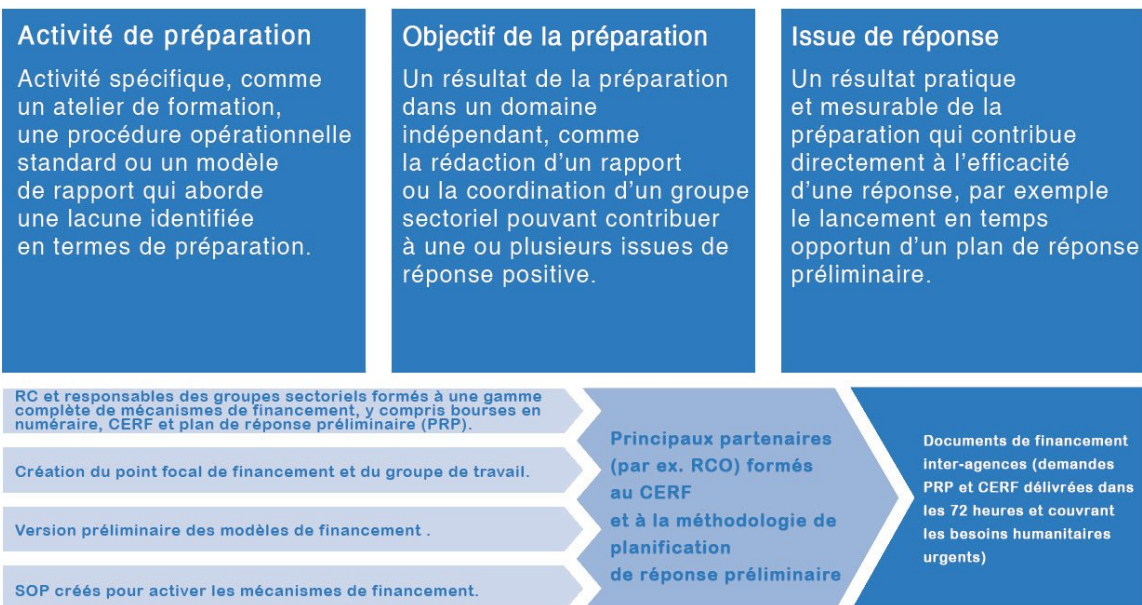 Activité de préparation
Activité spécifique, comme
un atelier de formation,
une procédure opérationnelle
standard ou un modèle
de rapport qui aborde
une lacune identifiée
en termes de préparation.
Objectif de la préparation
Un résultat de la préparation
dans un domaine
indépendant, comme
la rédaction d’un rapport
ou la coordination d’un groupe
sectoriel pouvant contribuer
à une ou plusieurs issues de
réponse positive.
Issue de réponse
Un résultat pratique
et mesurable de la
préparation qui contribue
directement à l’efficacité
d’une réponse, par exemple
le lancement en temps
opportun d’un plan de réponse
préliminaire.
RC et responsables des groupes sectoriels formés à une gamme
complète de mécanismes de financement, y compris bourses en
numéraire, CERF et plan de réponse préliminaire (PRP).
Création du point focal de financement et du groupe de travail.
Version préliminaire des modèles de financement .
SOP créés pour activer les mécanismes de financement.
Principaux partenaires
(par ex. RCO) formés
au CERF
et à la méthodologie de
planification
de réponse préliminaire
Documents de financement
inter-agences (demandes
PRP et CERF délivrées dans
les 72 heures et couvrant
les besoins humanitaires
urgents)